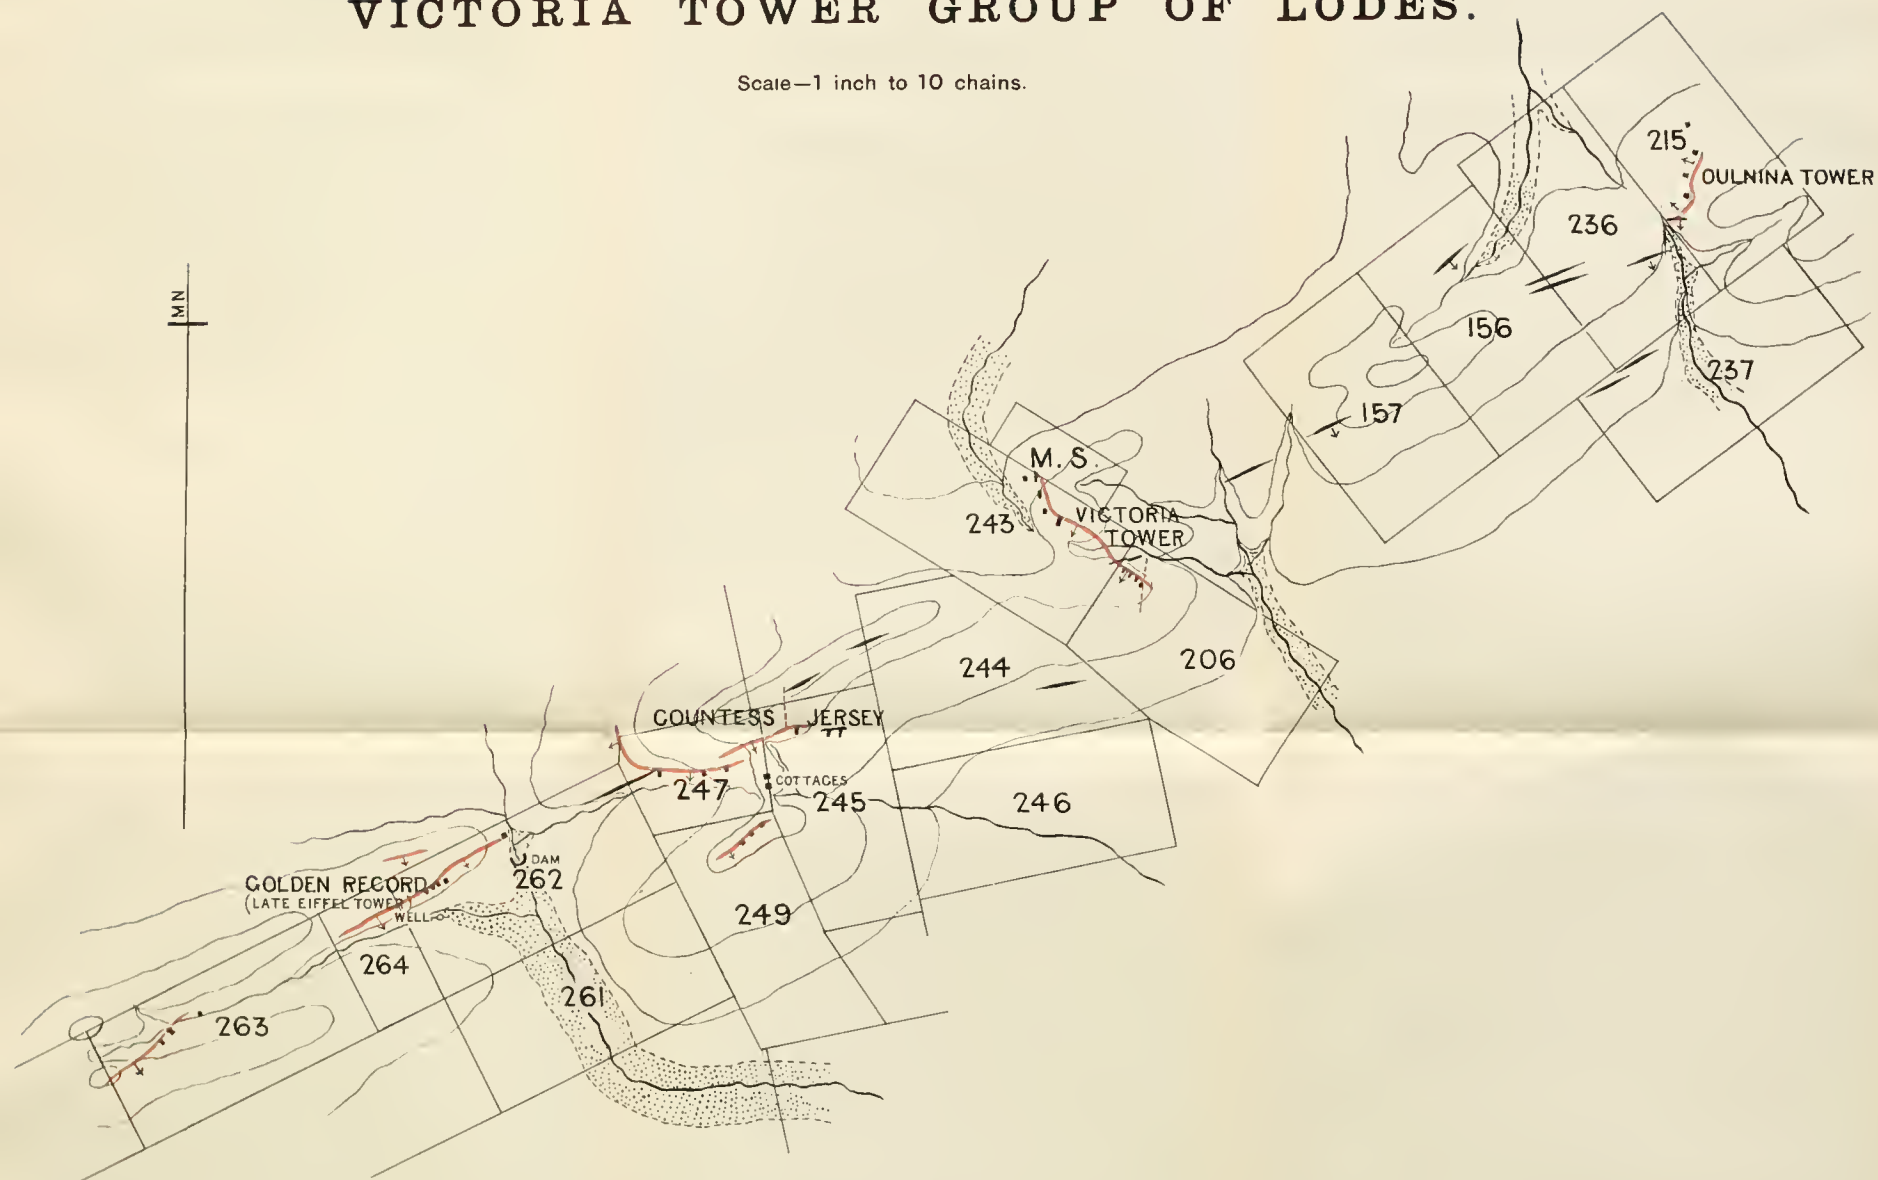 VICTORIA TOWER GROUP OF LODES.
Scale—1 inch to 10 chains.
MN
215
OULNINA TOWER
236
156
237
157
M. S.
243
VICTORIA
TOWER
244
206
COUNTESS JERSEY
247
COTTAGES
245
246
DAM
262
GOLDEN RECORD
(LATE EIFFEL TOWER)
WELL
249
264
261
263